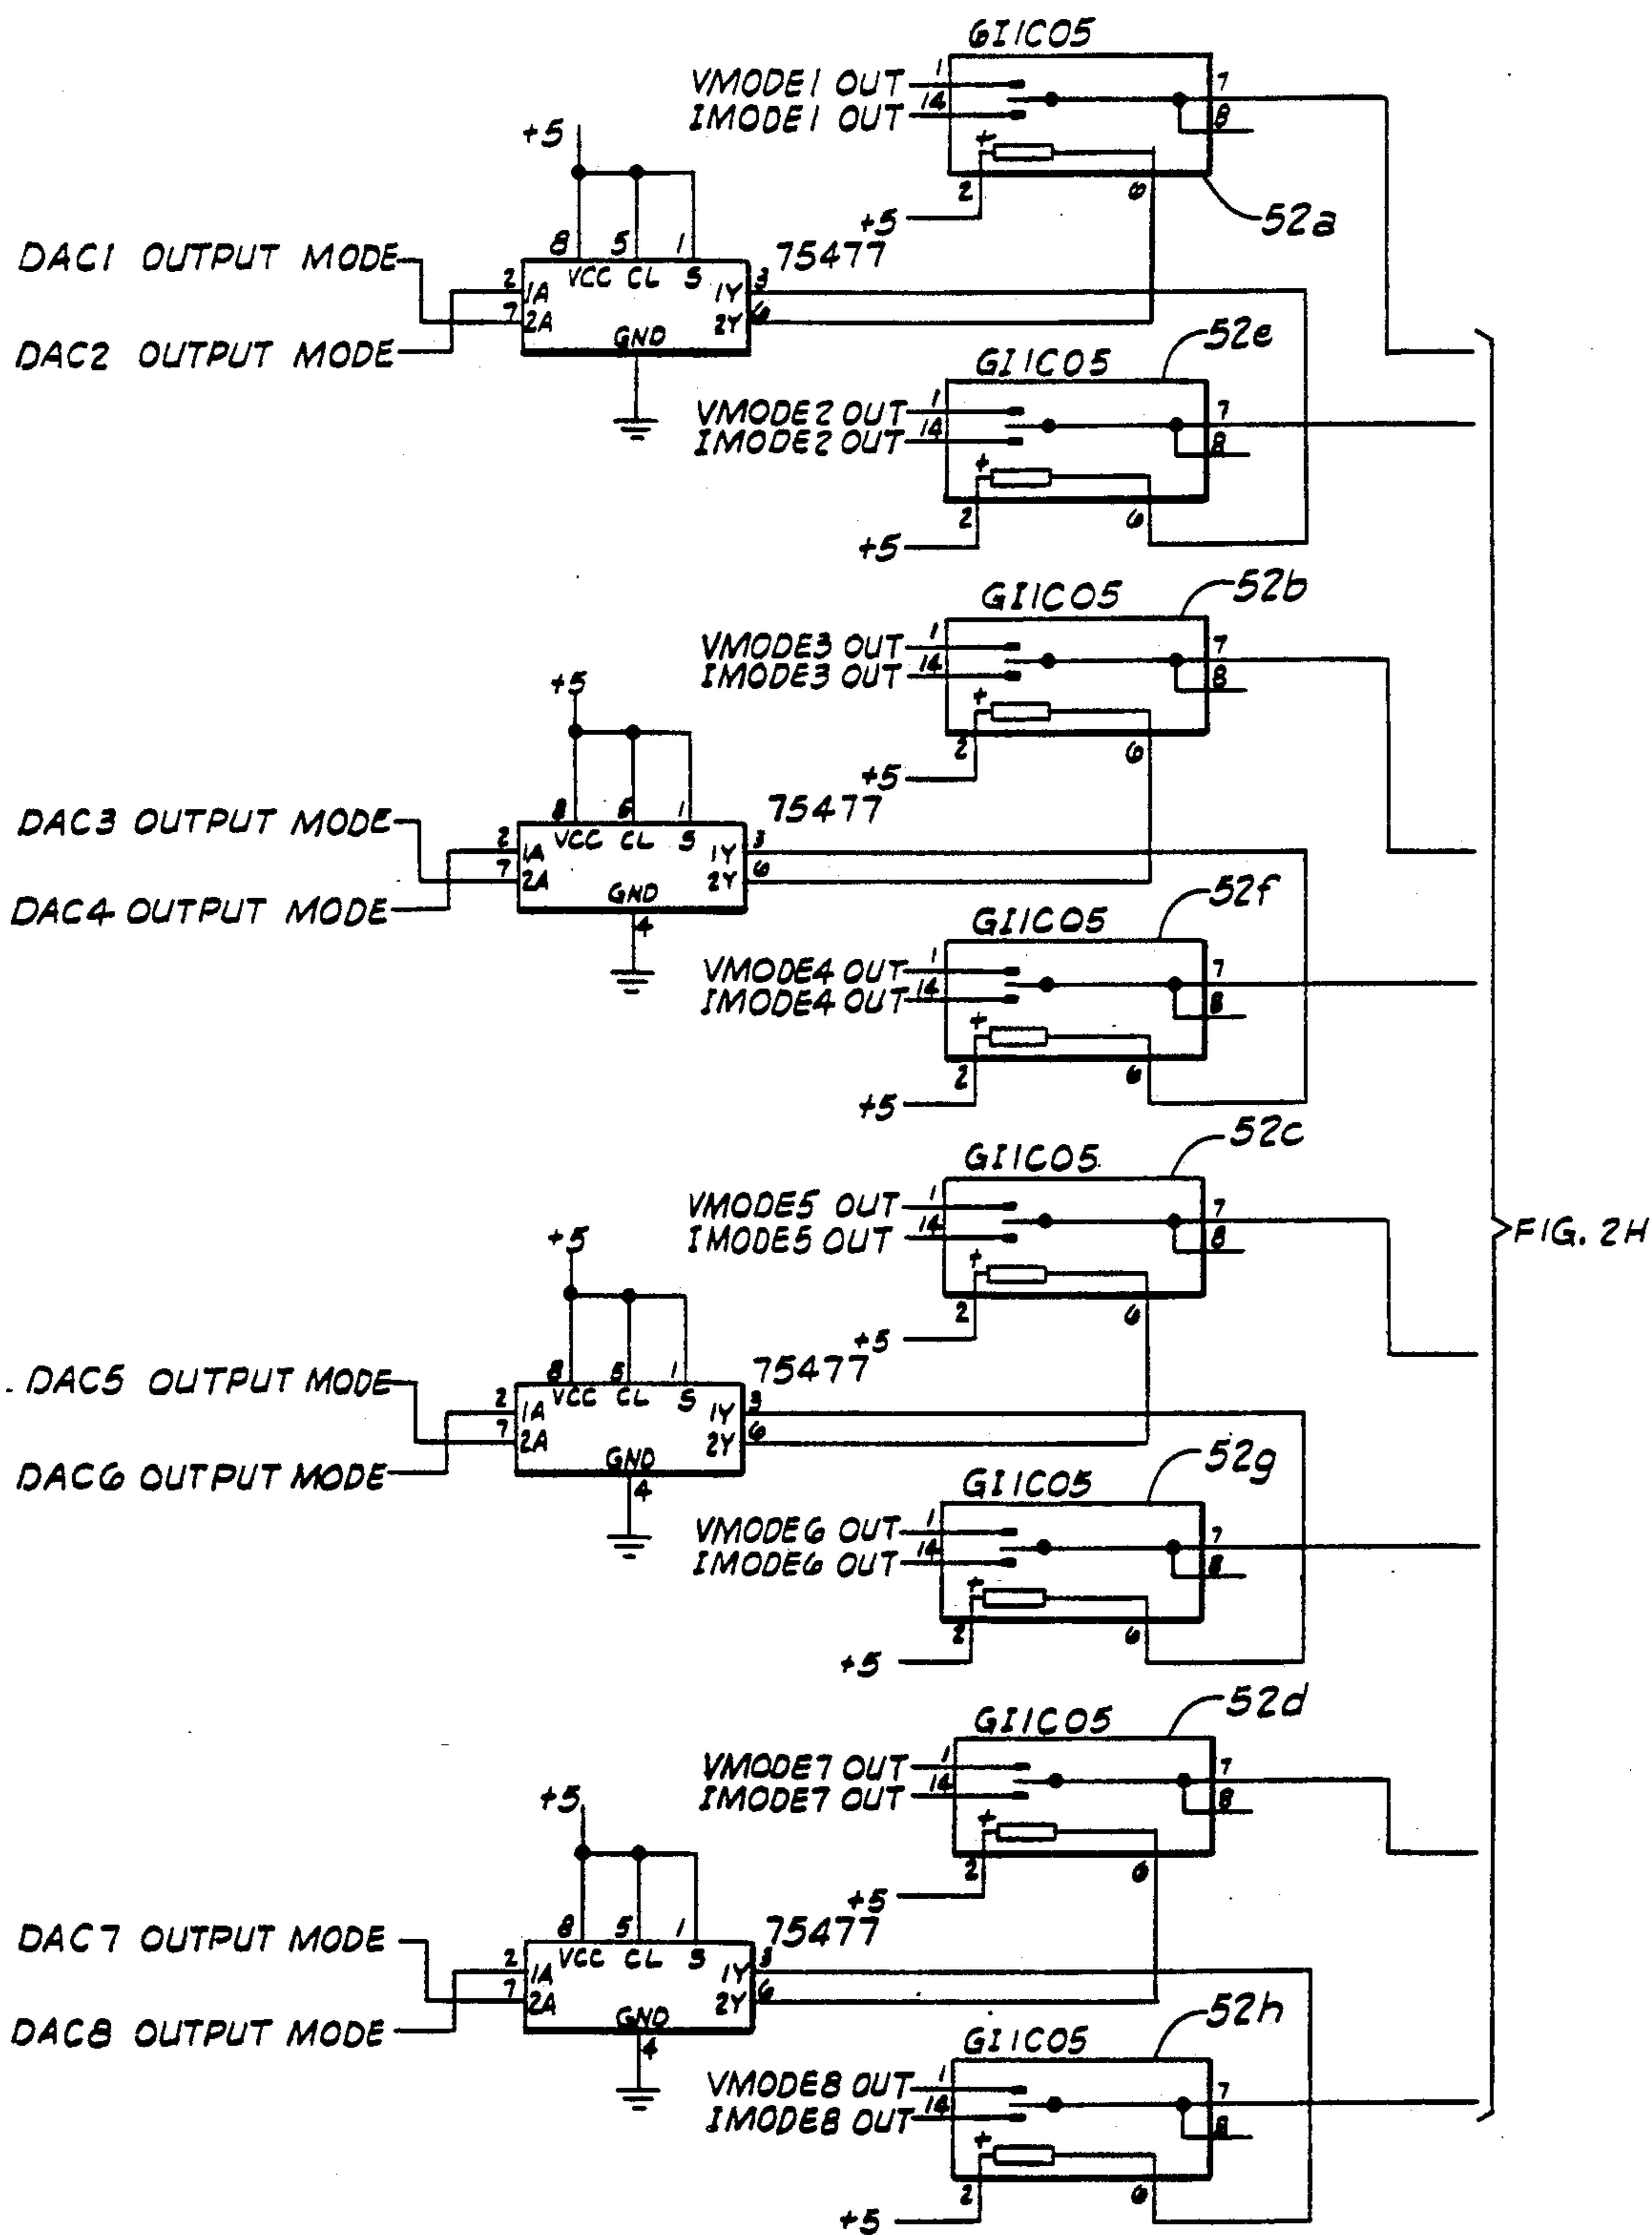 GI1C05
VMODE1 OUT 1 7
IMODE1 OUT 14 8
+
2 6
+5 52a
+5
8 5 1 75477
DAC1 OUTPUT MODE
VCC CL S
2 1A 1Y 3
7 2A 2Y 6
GND
DAC2 OUTPUT MODE
52e
GI1C05
VMODE2 OUT 1 7
IMODE2 OUT 14 8
+
2 6
+5
52b
GI1C05
VMODE3 OUT 1 7
IMODE3 OUT 14 8
+
2 6
+5
+5
8 5 1 75477
DAC3 OUTPUT MODE
VCC CL S
2 1A 1Y 3
7 2A 2Y 6
GND
DAC4 OUTPUT MODE
4
52f
GI1C05
VMODE4 OUT 1 7
IMODE4 OUT 14 8
+
2 6
+5
52c
GI1C05
VMODE5 OUT 1 7
IMODE5 OUT 14 8
+
2 6
+5
FIG. 2H
+5
8 5 1 75477
DAC5 OUTPUT MODE
VCC CL S
2 1A 1Y 3
7 2A 2Y 6
GND
DAC6 OUTPUT MODE
4
52g
GI1C05
VMODE6 OUT 1 7
IMODE6 OUT 14 8
+
2 6
+5
52d
GI1C05
VMODE7 OUT 1 7
IMODE7 OUT 14 8
+
2 6
+5
+5
8 5 1 75477
DAC7 OUTPUT MODE
VCC CL S
2 1A 1Y 3
7 2A 2Y 6
GND
DAC8 OUTPUT MODE
4
52h
GI1C05
VMODE8 OUT 1 7
IMODE8 OUT 14 8
+
2 6
+5